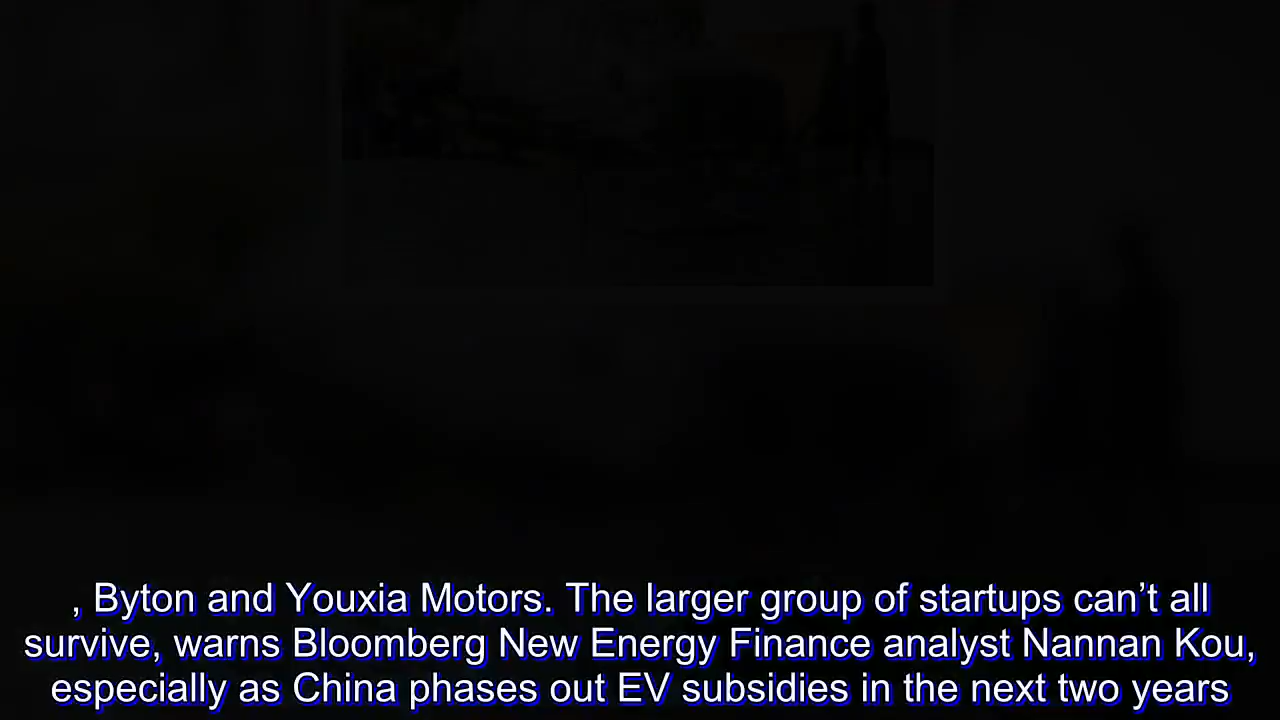 , Byton and Youxia Motors. The larger group of startups can’t all
survive, warns Bloomberg New Energy Finance analyst Nannan Kou,
especially as China phases out EV subsidies in the next two years